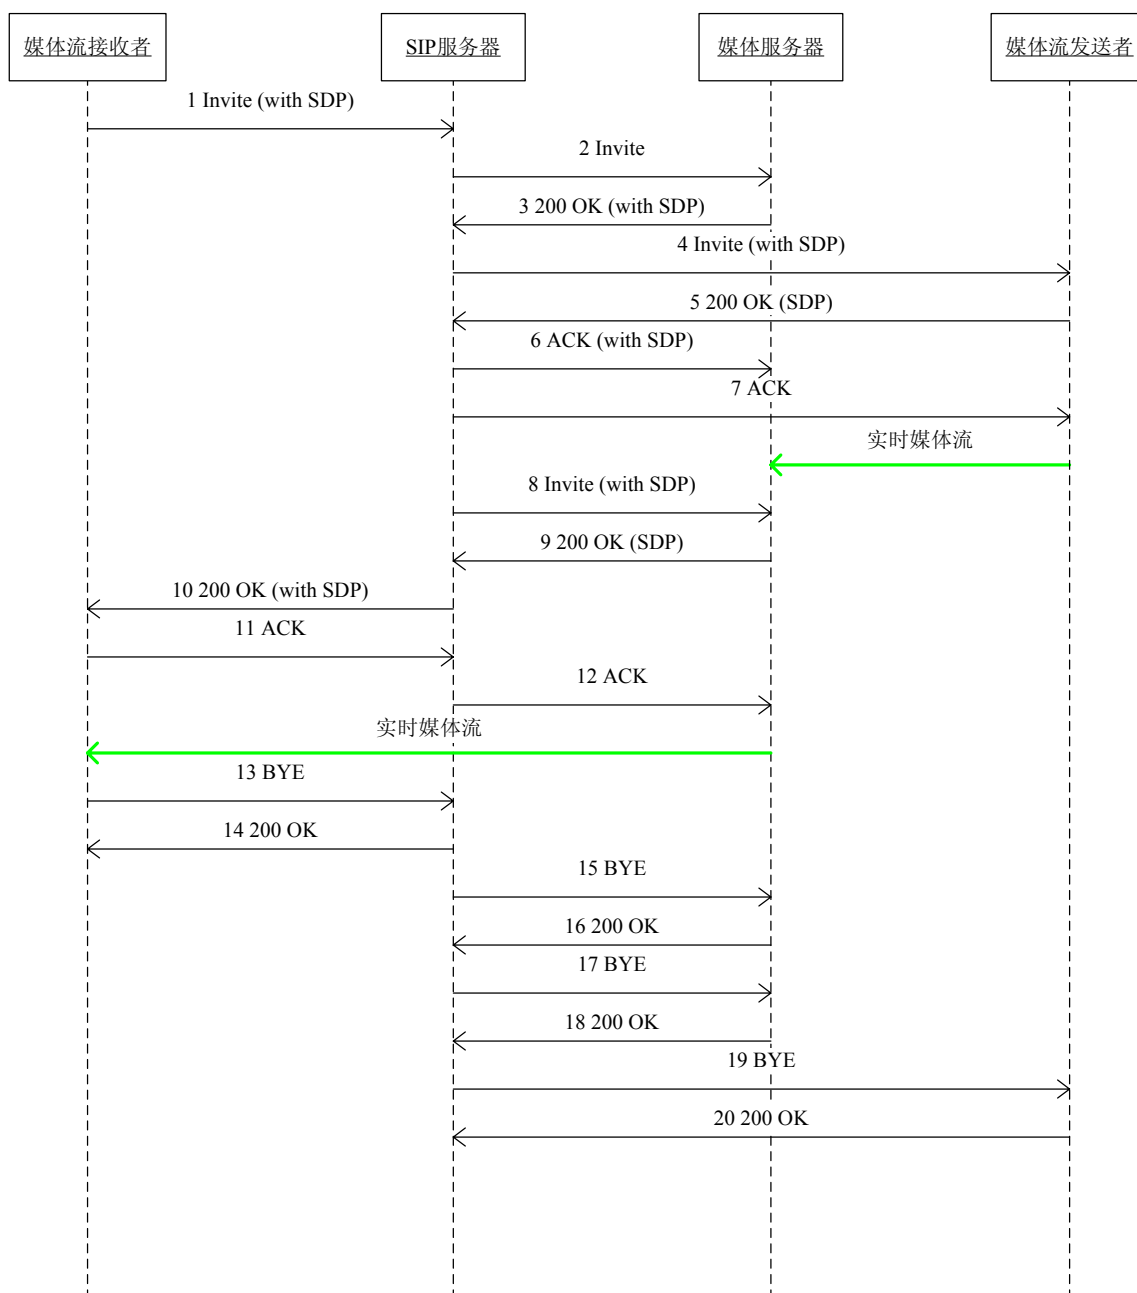 媒体流接收者
SIP服务器
媒体服务器
媒体流发送者
1 Invite (with SDP)
2 Invite
3 200 OK (with SDP)
4 Invite (with SDP)
5 200 OK (SDP)
6 ACK (with SDP)
7 ACK
实时媒体流
8 Invite (with SDP)
9 200 OK (SDP)
10 200 OK (with SDP)
11 ACK
12 ACK
实时媒体流
13 BYE
14 200 OK
15 BYE
16 200 OK
17 BYE
18 200 OK
19 BYE
20 200 OK